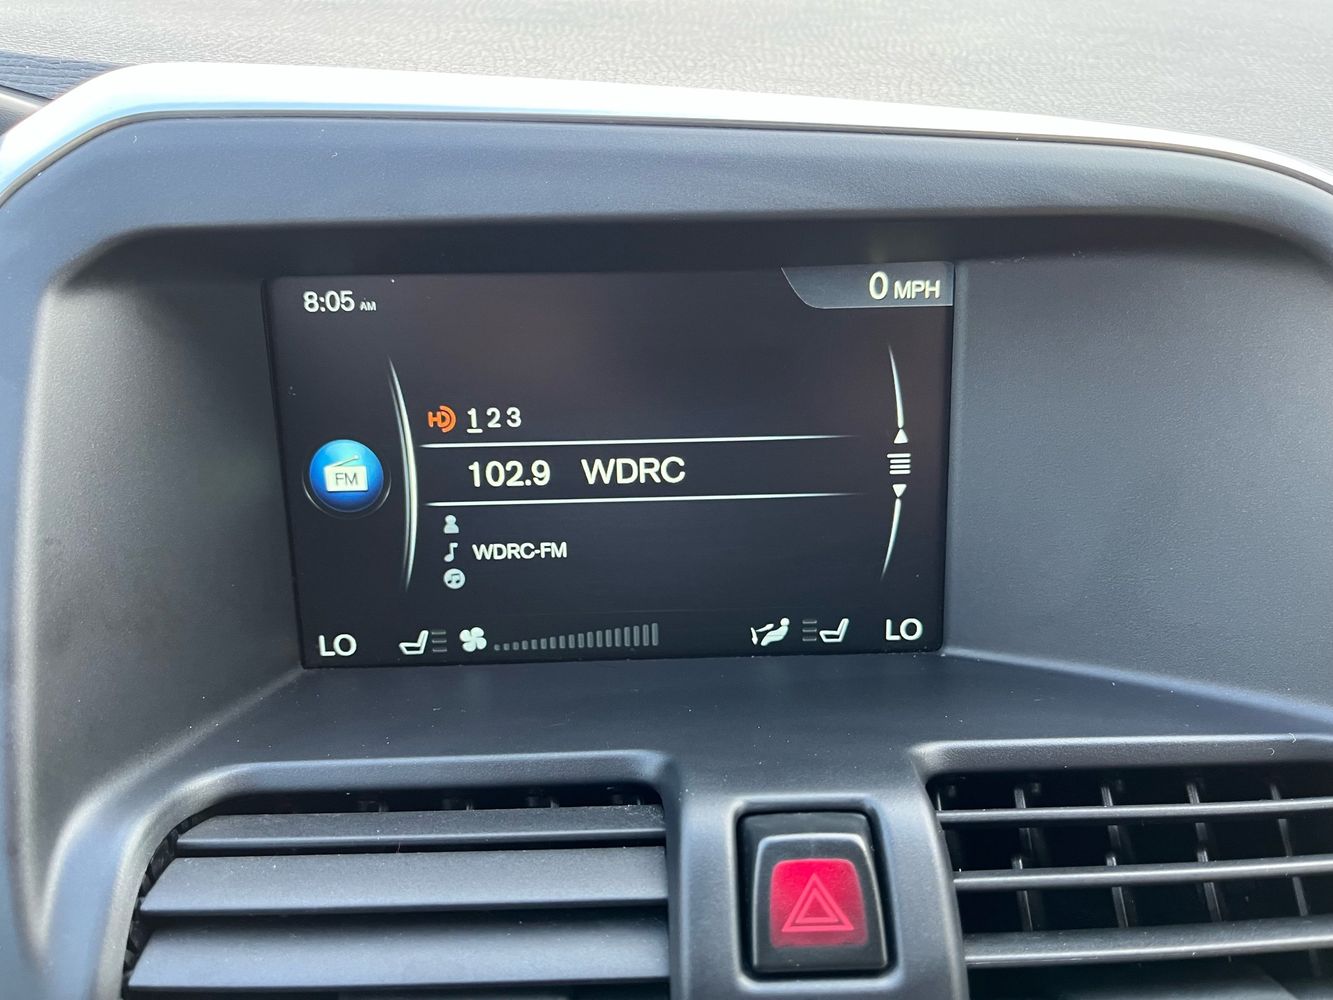 8:05 AM
0 MPH
HD 1 2 3
FM
102.9 WDRC
WDRC-FM
LO
LO